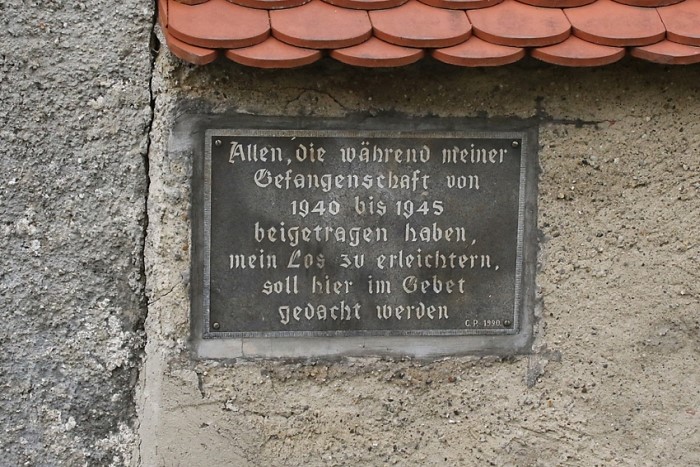 Allen, die während meiner
Gefangenschaft von
1940 bis 1945
beigetragen haben,
mein Los zu erleichtern,
soll hier im Gebet
gedacht werden
C.P. 1990